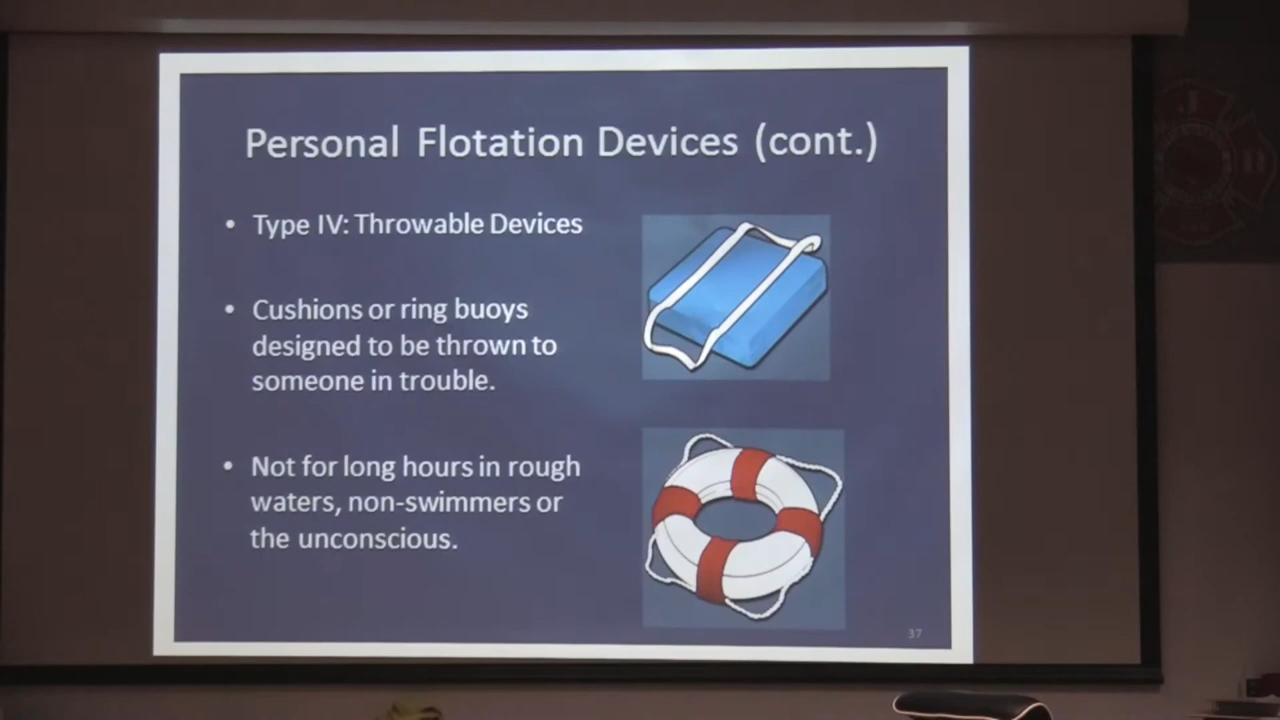 Personal Flotation Devices (cont.)
• Type IV: Throwable Devices
• Cushions or ring buoys
designed to be thrown to
someone in trouble.
• Not for long hours in rough
waters, non-swimmers or
the unconscious.
37